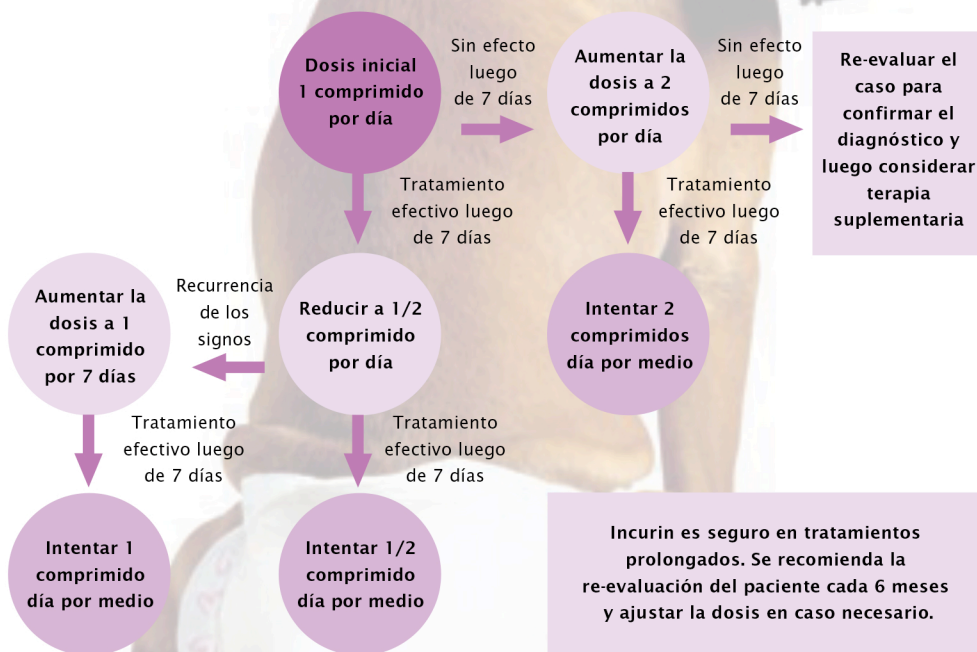 Dosis inicial
1 comprimido
por día
Sin efecto
luego
de 7 días
Aumentar la
dosis a 2
comprimidos
por día
Sin efecto
luego
de 7 días
Re-evaluar el
caso para
confirmar el
diagnóstico y
luego considerar
terapia
suplementaria
Tratamiento
efectivo luego
de 7 días
Tratamiento
efectivo luego
de 7 días
Aumentar la
dosis a 1
comprimido
por 7 días
Recurrencia
de los
signos
Reducir a 1/2
comprimido
por día
Intentar 2
comprimidos
día por medio
Tratamiento
efectivo luego
de 7 días
Tratamiento
efectivo luego
de 7 días
Intentar 1
comprimido
día por medio
Intentar 1/2
comprimido
día por medio
Incurin es seguro en tratamientos
prolongados. Se recomienda la
re-evaluación del paciente cada 6 meses
y ajustar la dosis en caso necesario.